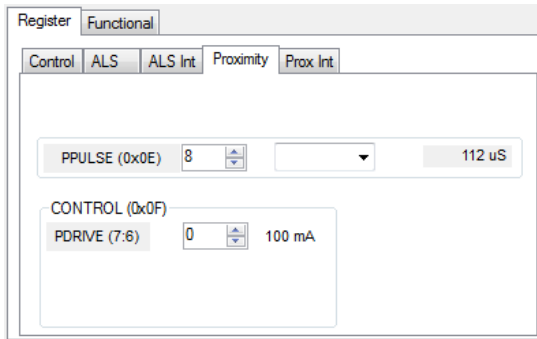 Register Functional
Control ALS ALS Int Proximity Prox Int
PPULSE (0x0E) 8 112 uS
CONTROL (0x0F)
PDRIVE (7:6) 0 100 mA